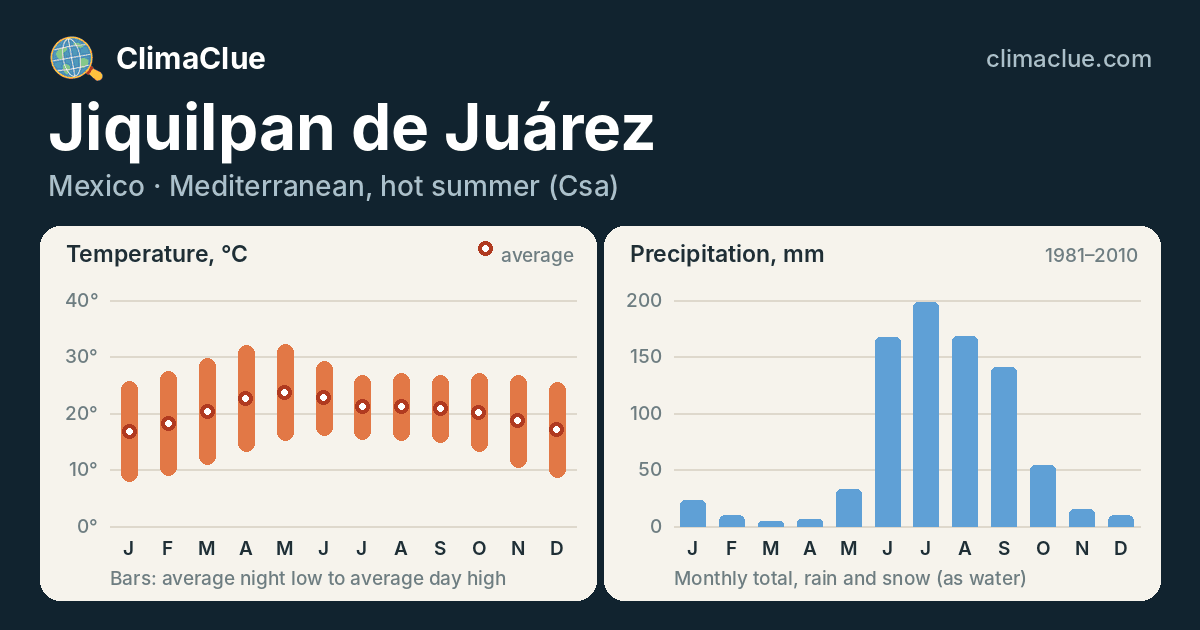 ClimaClue
climaclue.com
Jiquilpan de Juárez
Mexico · Mediterranean, hot summer (Csa)
Temperature, °C
average
40°
30°
20°
10°
0°
J F M A M J J A S O N D
Bars: average night low to average day high
Precipitation, mm
1981–2010
200
150
100
50
0
J F M A M J J A S O N D
Monthly total, rain and snow (as water)